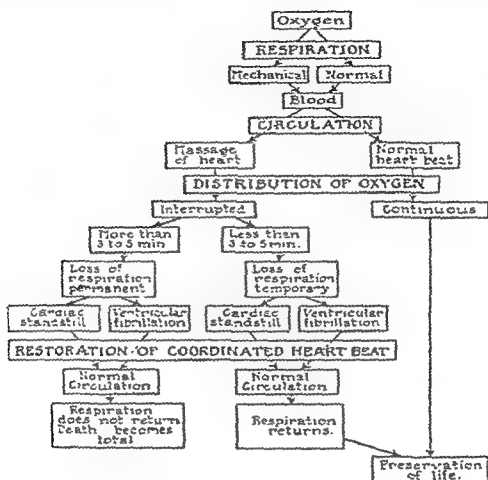 Oxygen
RESPIRATION
Mechanical
Normal
Blood
CIRCULATION
Massage
of heart
Normal
heart beat
DISTRIBUTION OF OXYGEN
Interrupted
Continuous
More than
3 to 5 min
Less than
3 to 5 min.
Loss of
respiration
permanent
Loss of
respiration
temporary
Cardiac
standstill
Ventricular
fibrillation
Cardiac
standstill
Ventricular
fibrillation
RESTORATION OF COORDINATED HEART BEAT
Normal
Circulation
Normal
Circulation
Respiration
does not return
Death becomes
total
Respiration
returns.
Preservation
of life.